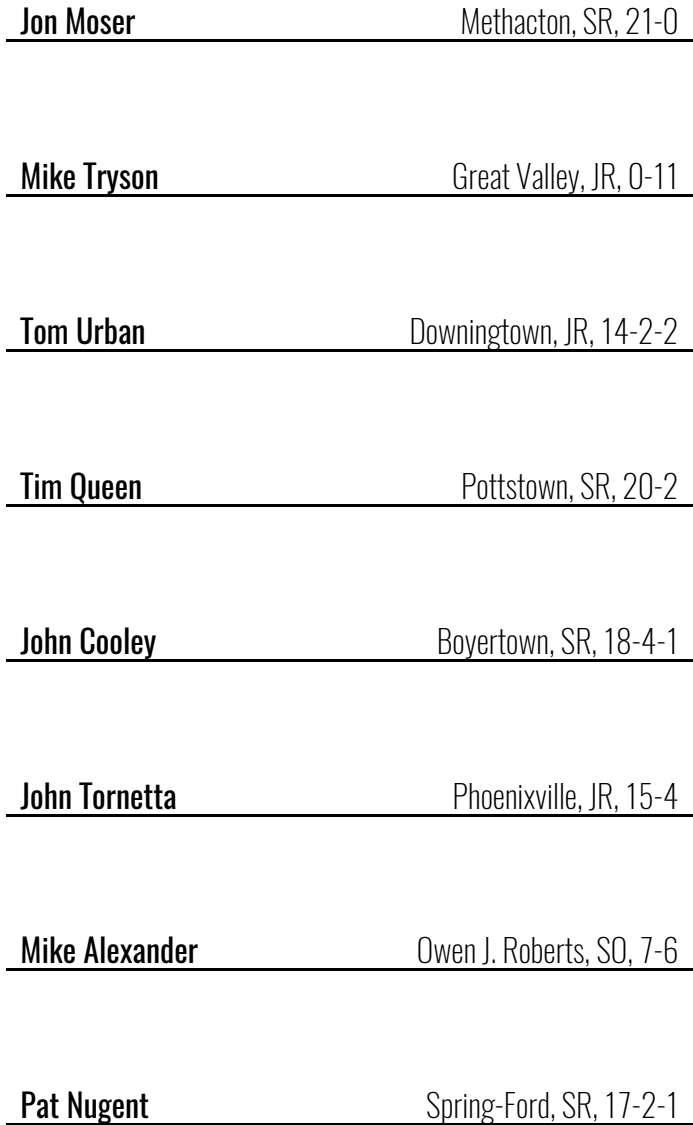 Jon Moser Methacton, SR, 21-0
Mike Tryson Great Valley, JR, 0-11
Tom Urban Downingtown, JR, 14-2-2
Tim Queen Pottstown, SR, 20-2
John Cooley Boyertown, SR, 18-4-1
John Tornetta Phoenixville, JR, 15-4
Mike Alexander Owen J. Roberts, SO, 7-6
Pat Nugent Spring-Ford, SR, 17-2-1